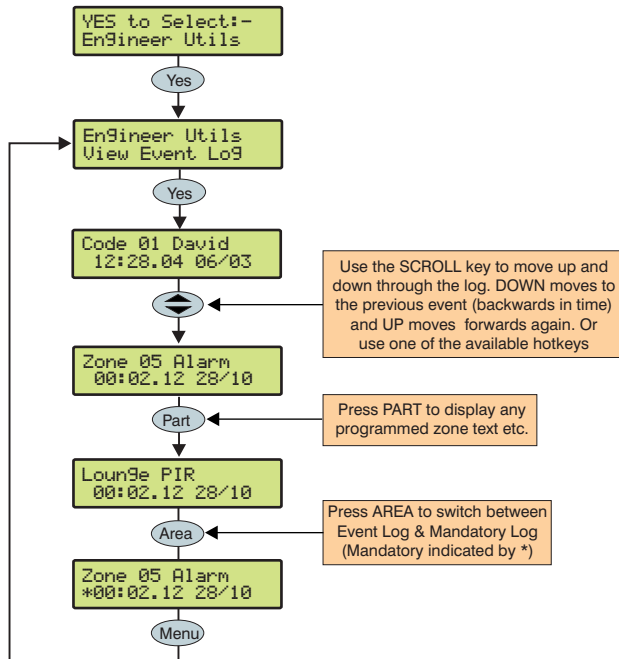 YES to Select:-
Engineer Utils
Yes
Engineer Utils
View Event Log
Yes
Code 01 David
12:28.04 06/03
Use the SCROLL key to move up and
down through the log. DOWN moves to
the previous event (backwards in time)
and UP moves forwards again. Or
use one of the available hotkeys
Zone 05 Alarm
00:02.12 28/10
Part
Press PART to display any
programmed zone text etc.
Lounge PIR
00:02.12 28/10
Area
Press AREA to switch between
Event Log & Mandatory Log
(Mandatory indicated by *)
Zone 05 Alarm
*00:02.12 28/10
Menu